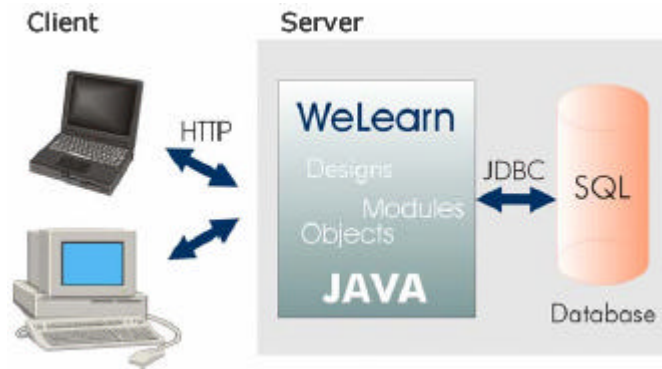 Client
Server
HTTP
WeLearn
Designs
Modules
Objects
JAVA
JDBC
SQL
Database